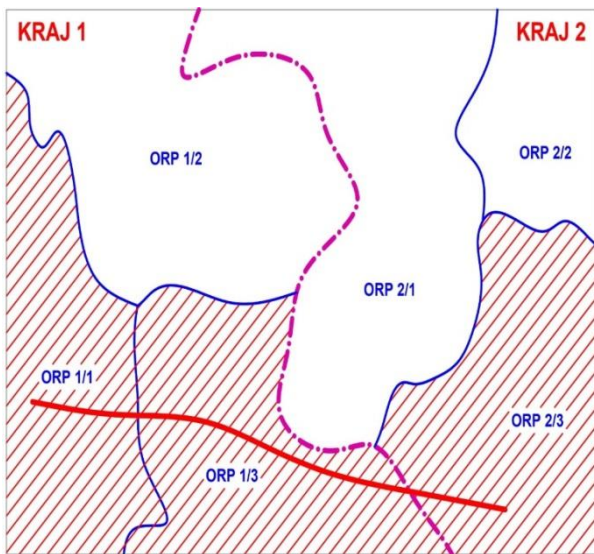 KRAJ 1
KRAJ 2
ORP 1/2
ORP 2/2
ORP 2/1
ORP 1/1
ORP 2/3
ORP 1/3